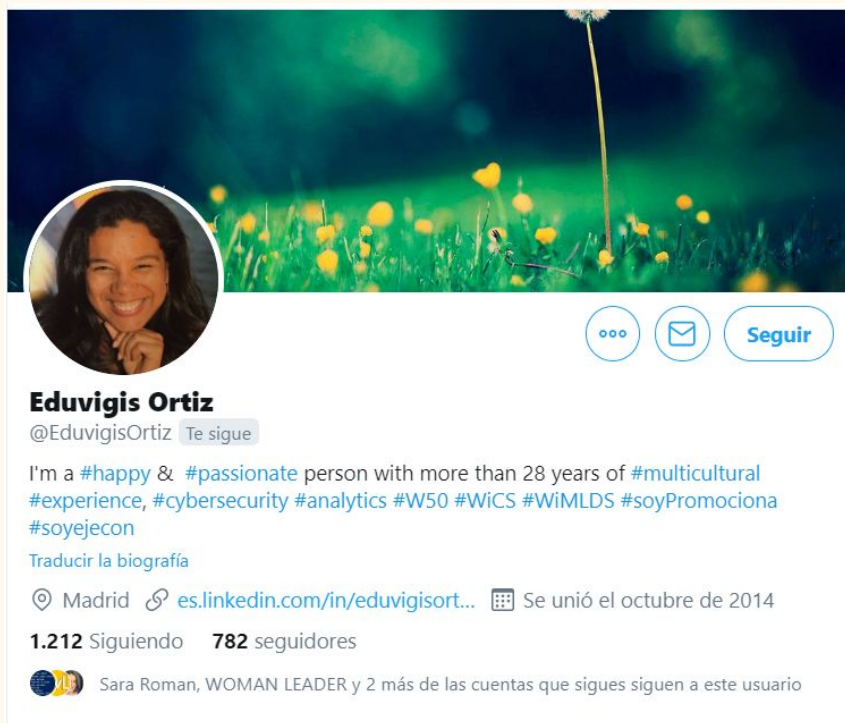 Seguir
Eduvigis Ortiz
@EduvigisOrtiz Te sigue
I'm a #happy & #passionate person with more than 28 years of #multicultural
#experience, #cybersecurity #analytics #W50 #WiCS #WiMLDS #soyPromociona
#soyejecon
Traducir la biografía
Madrid es.linkedin.com/in/eduvigisort... Se unió el octubre de 2014
1.212 Siguiendo 782 seguidores
Sara Roman, WOMAN LEADER y 2 más de las cuentas que sigues siguen a este usuario